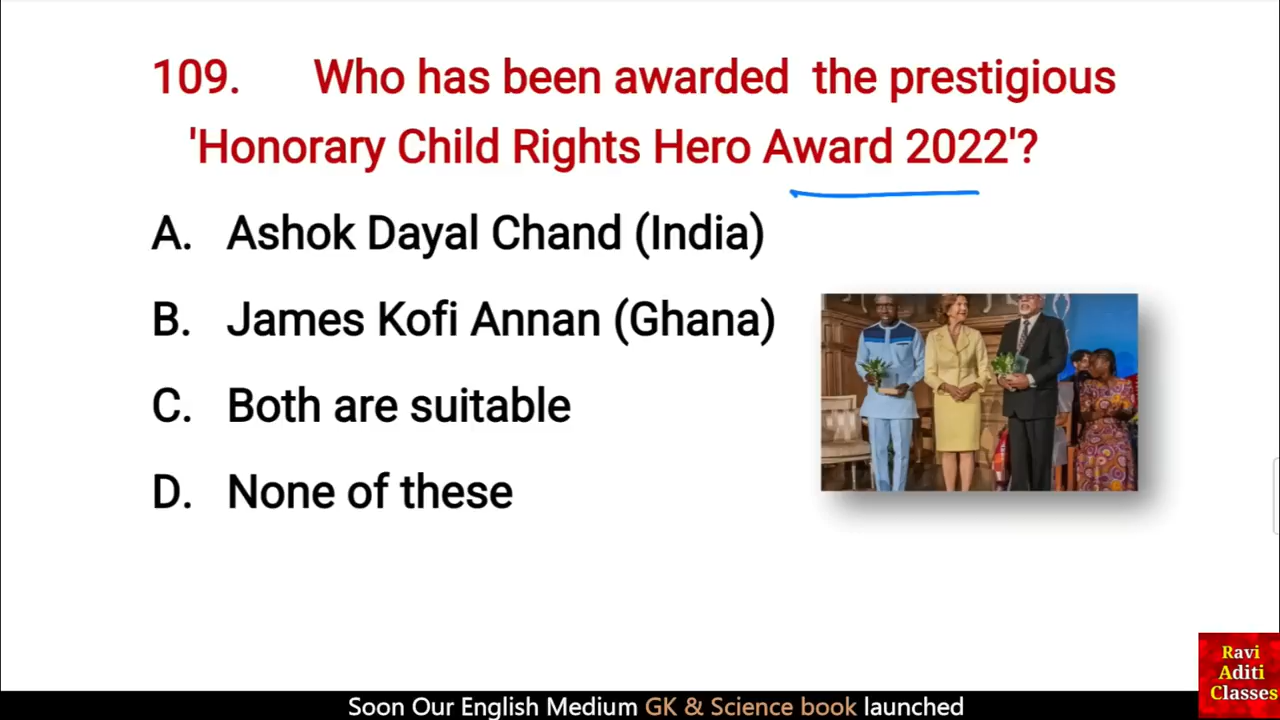 109. Who has been awarded the prestigious
'Honorary Child Rights Hero Award 2022'?
A. Ashok Dayal Chand (India)
B. James Kofi Annan (Ghana)
C. Both are suitable
D. None of these
Ravi
Aditi
Classes
Soon Our English Medium GK & Science book launched